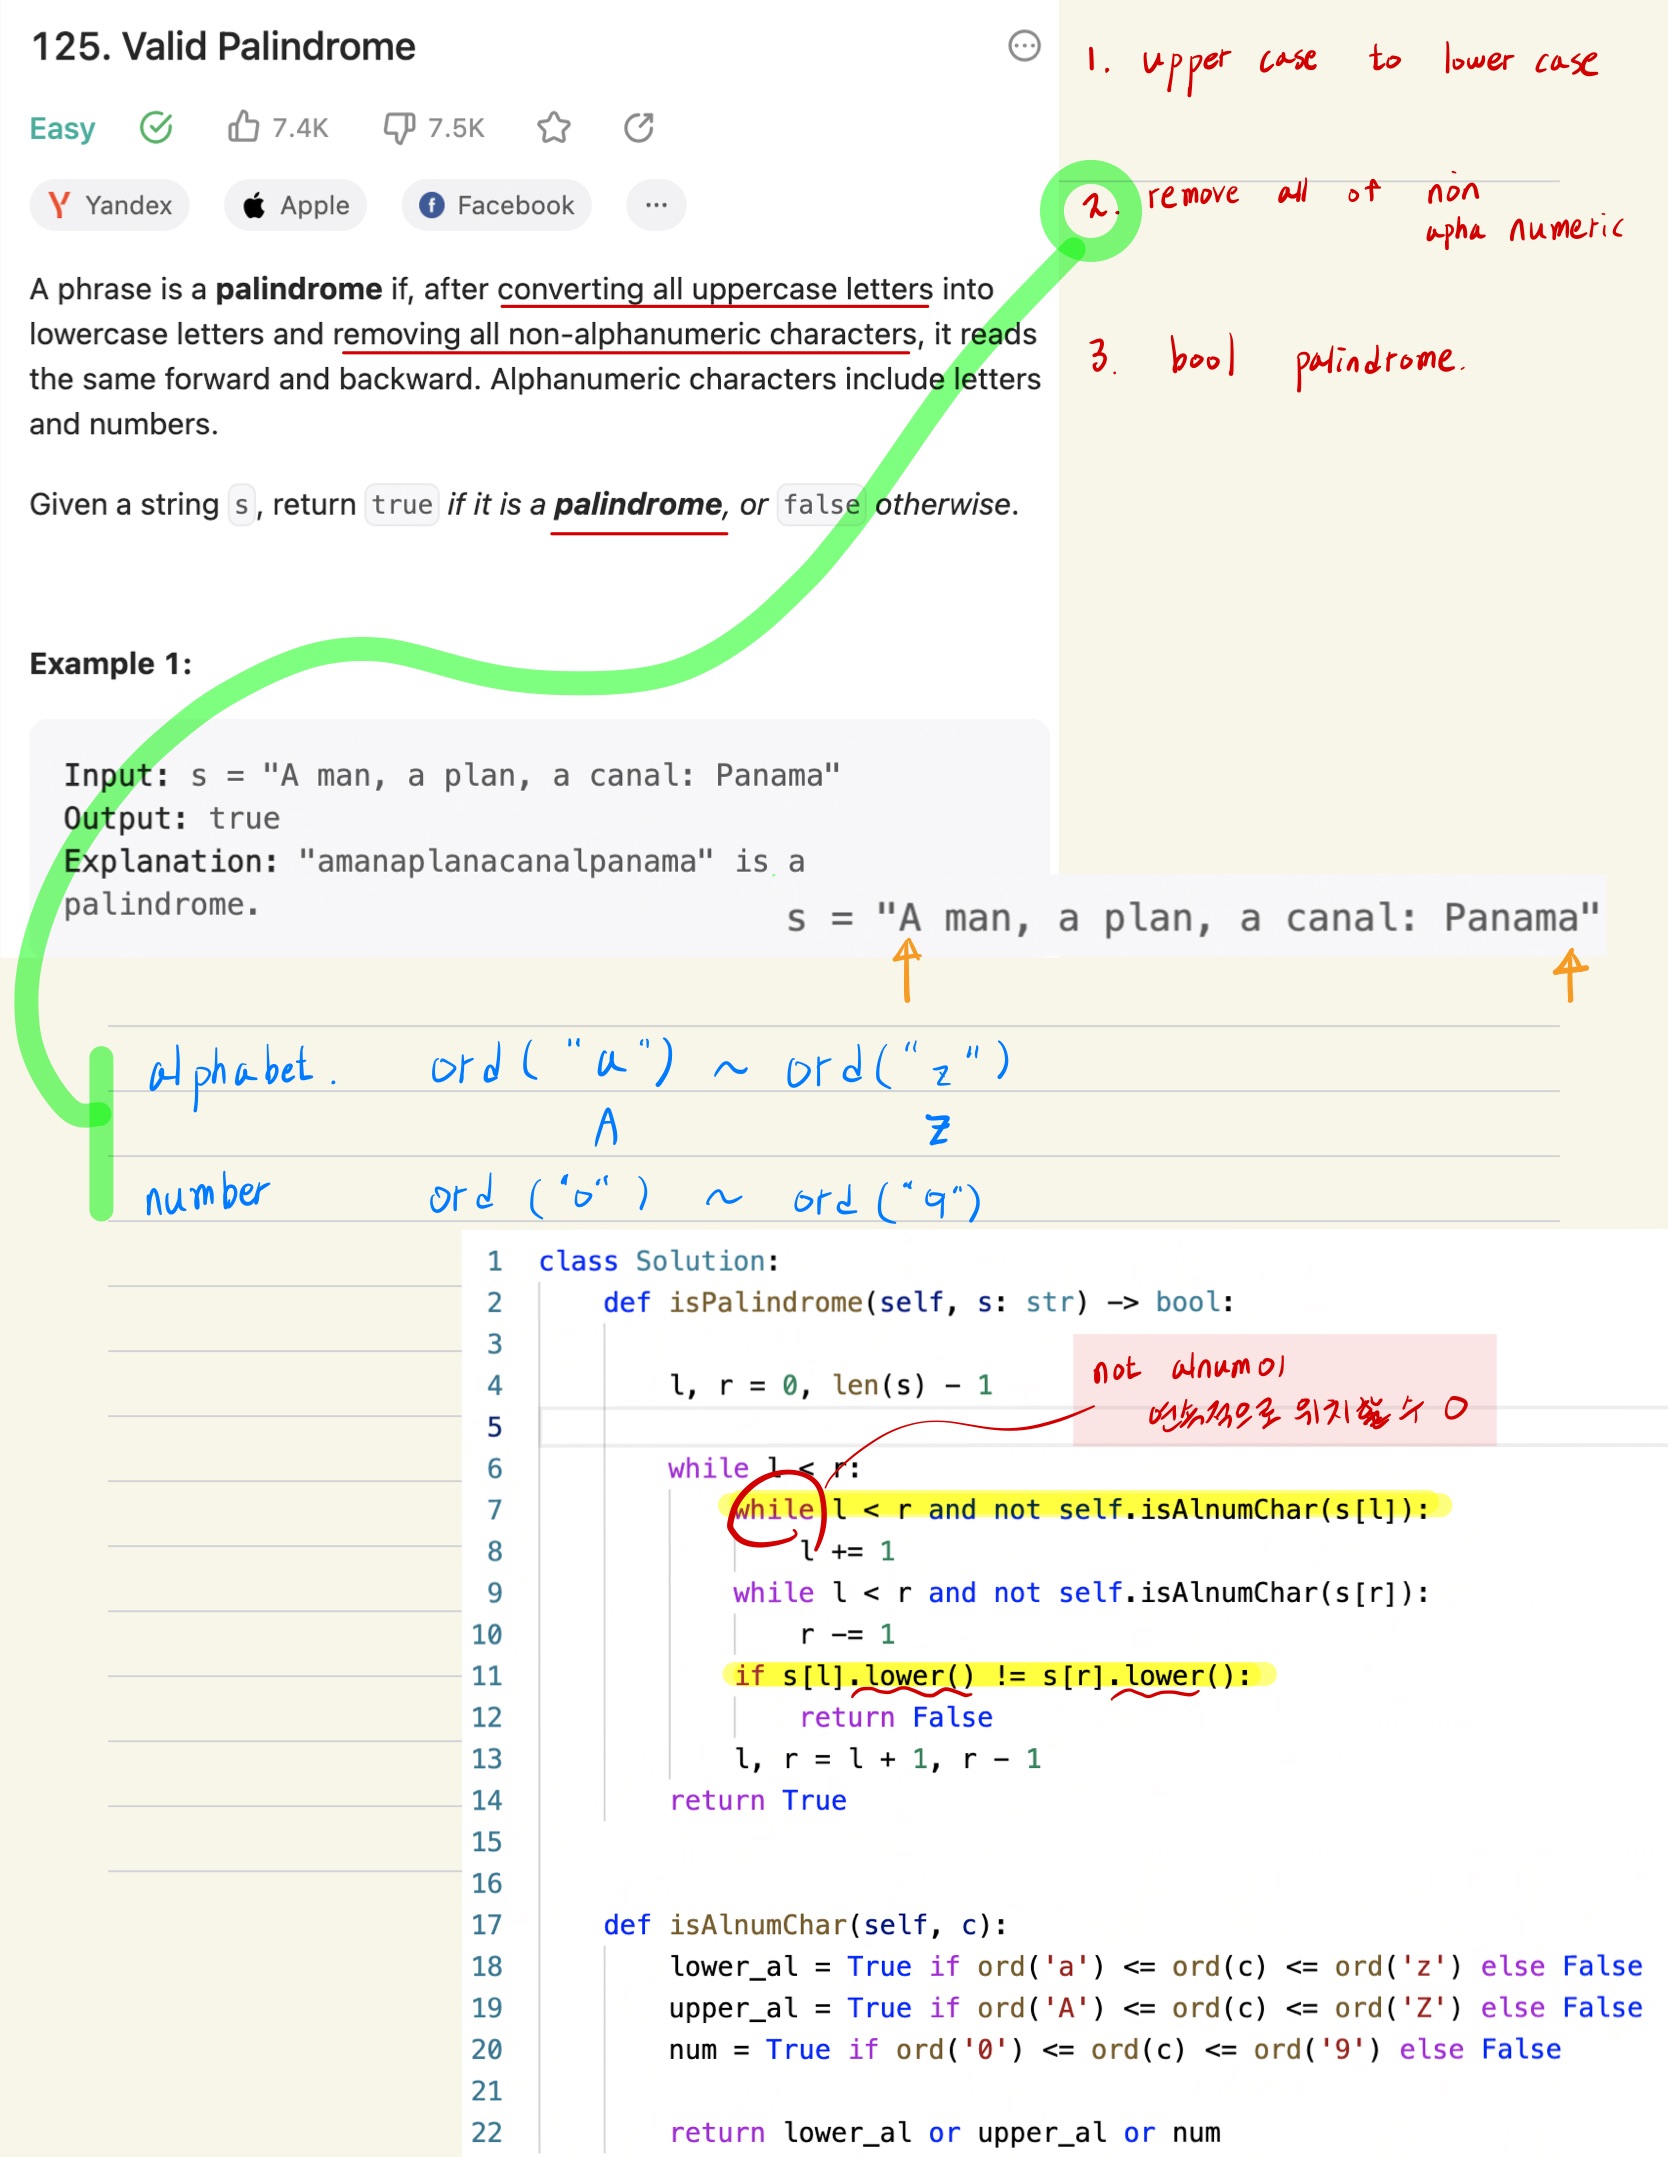 125. Valid Palindrome
Easy 7.4K 7.5K
Yandex Apple Facebook ...
A phrase is a palindrome if, after converting all uppercase letters into
lowercase letters and removing all non-alphanumeric characters, it reads
the same forward and backward. Alphanumeric characters include letters
and numbers.
Given a string s, return true if it is a palindrome, or false otherwise.
1. upper case to lower case
2. remove all of non
apha numeric
3. bool palindrome.
Example 1:
Input: s = "A man, a plan, a canal: Panama"
Output: true
Explanation: "amanaplanacanalpanama" is a
palindrome.
s = "A man, a plan, a canal: Panama"
alphabet. ord ( "a") ~ ord( "z")
A Z
number ord ("0") ~ ord ("9")
1 class Solution:
2 def isPalindrome(self, s: str) -> bool:
3
4 l, r = 0, len(s) - 1
5
not alnum이
연속적으로 위치할 수 O
6 while l < r:
7 while l < r and not self.isAlnumChar(s[l]):
8 l += 1
9 while l < r and not self.isAlnumChar(s[r]):
10 r -= 1
11 if s[l].lower() != s[r].lower():
12 return False
13 l, r = l + 1, r - 1
14 return True
15
16
17 def isAlnumChar(self, c):
18 lower_al = True if ord('a') <= ord(c) <= ord('z') else False
19 upper_al = True if ord('A') <= ord(c) <= ord('Z') else False
20 num = True if ord('0') <= ord(c) <= ord('9') else False
21
22 return lower_al or upper_al or num